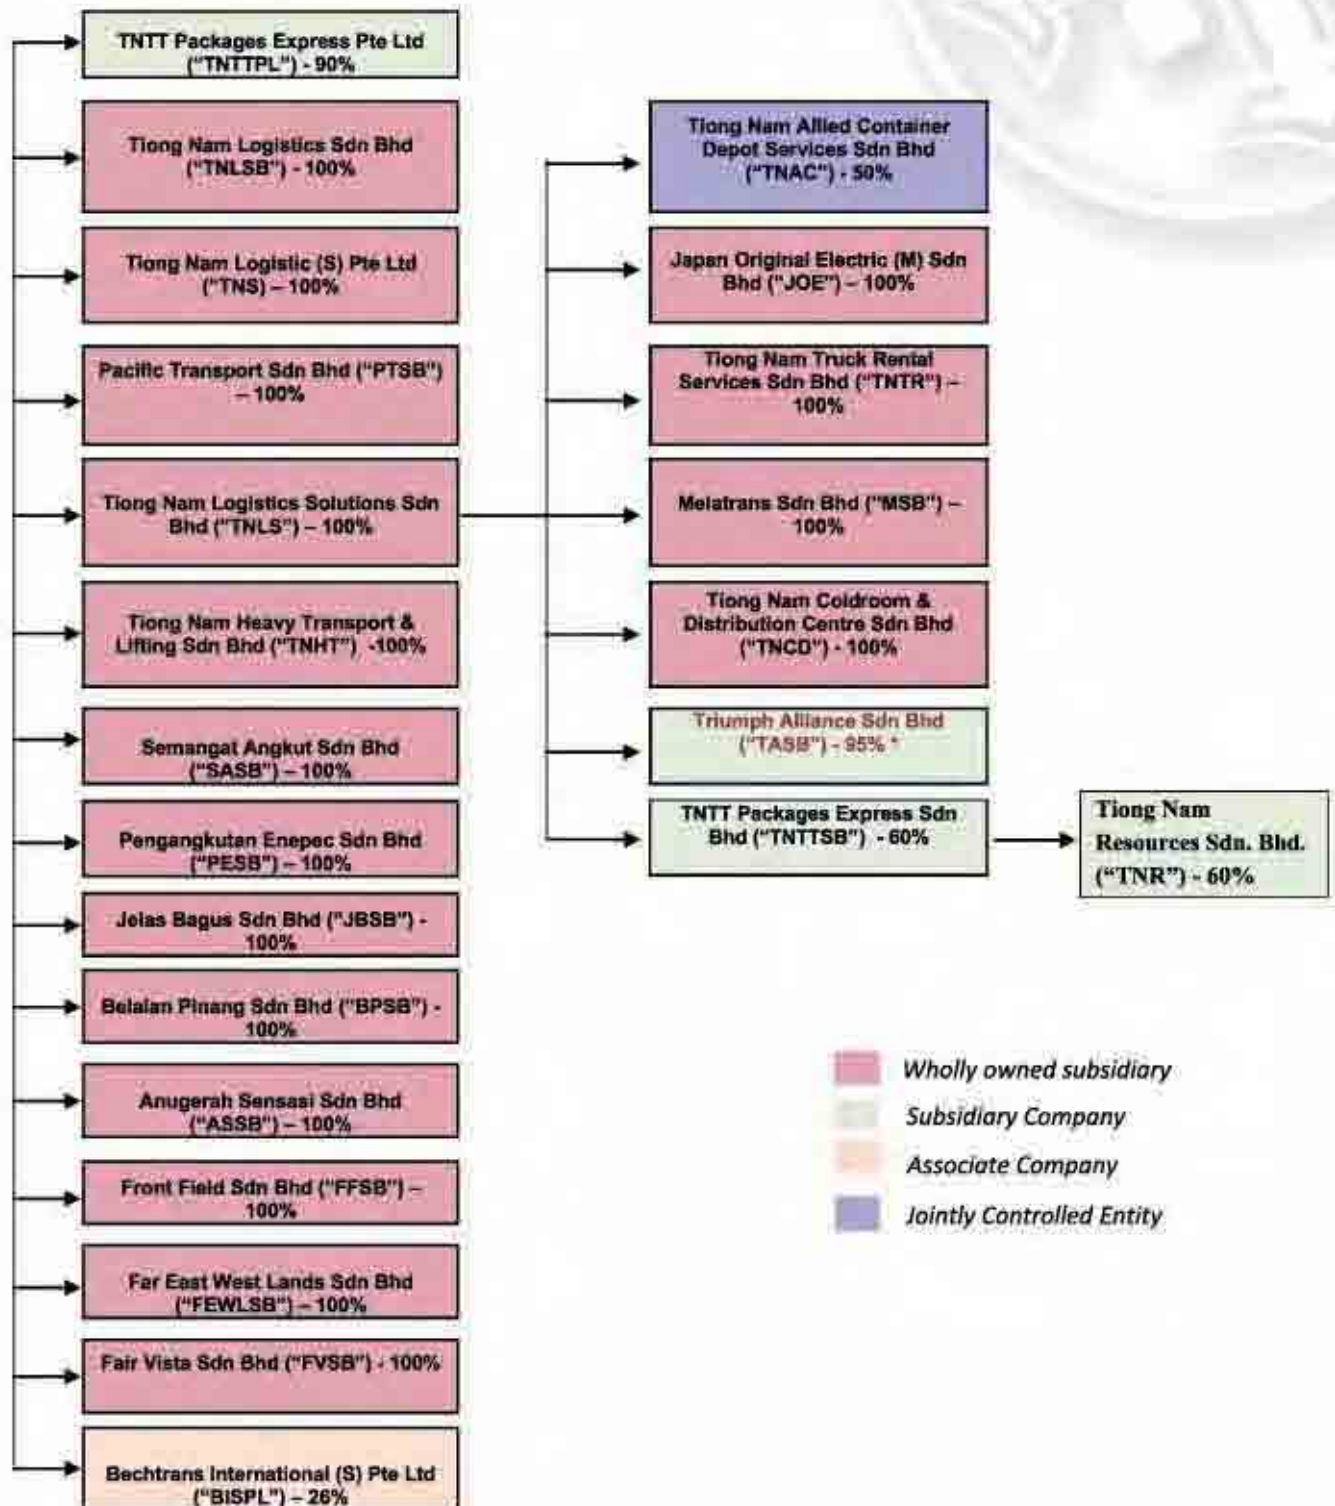 TNTT Packages Express Pte Ltd
("TNTTPL") - 90%
Tiong Nam Logistics Sdn Bhd
("TNLSB") - 100%
Tiong Nam Logistic (S) Pte Ltd
("TNS) – 100%
Pacific Transport Sdn Bhd ("PTSB")
– 100%
Tiong Nam Logistics Solutions Sdn
Bhd ("TNLS") – 100%
Tiong Nam Heavy Transport &
Lifting Sdn Bhd ("TNHT") -100%
Semangat Angkut Sdn Bhd
("SASB") – 100%
Pengangkutan Enepec Sdn Bhd
("PESB") – 100%
Jelas Bagus Sdn Bhd ("JBSB") -
100%
Belaian Pinang Sdn Bhd ("BPSB") -
100%
Anugerah Sensasi Sdn Bhd
("ASSB") – 100%
Front Field Sdn Bhd ("FFSB") –
100%
Far East West Lands Sdn Bhd
("FEWLSB") – 100%
Fair Vista Sdn Bhd ("FVSB") - 100%
Bechtrans International (S) Pte Ltd
("BISPL") – 26%
Tiong Nam Allied Container
Depot Services Sdn Bhd
("TNAC") - 50%
Japan Original Electric (M) Sdn
Bhd ("JOE") – 100%
Tiong Nam Truck Rental
Services Sdn Bhd ("TNTR") –
100%
Melatrans Sdn Bhd ("MSB") –
100%
Tiong Nam Coldroom &
Distribution Centre Sdn Bhd
("TNCD") - 100%
Triumph Alliance Sdn Bhd
("TASB") - 95% *
TNTT Packages Express Sdn
Bhd ("TNTTSB") - 60%
Tiong Nam
Resources Sdn. Bhd.
("TNR") - 60%
Wholly owned subsidiary
Subsidiary Company
Associate Company
Jointly Controlled Entity